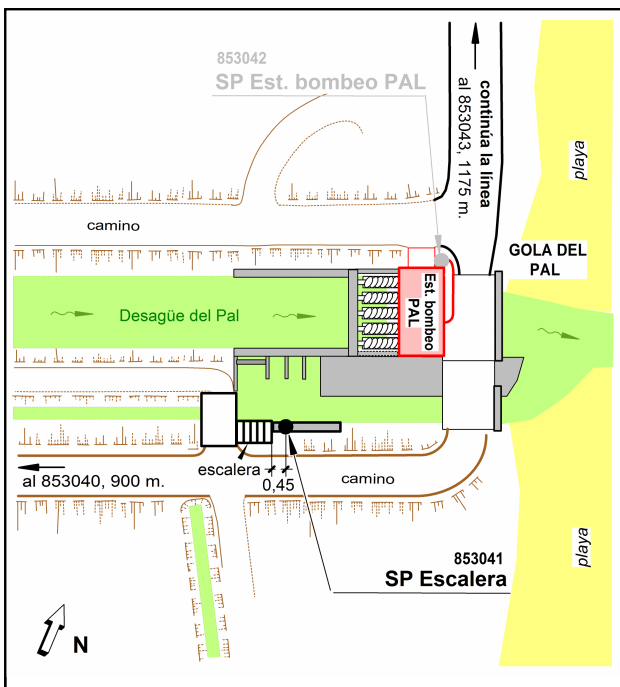 853042
SP Est. bombeo PAL
continúa la línea
al 853043, 1175 m.
playa
camino
GOLA DEL
PAL
Est. bombeo
PAL
Desagüe del Pal
escalera
al 853040, 900 m.
0,45
camino
853041
SP Escalera
playa
N